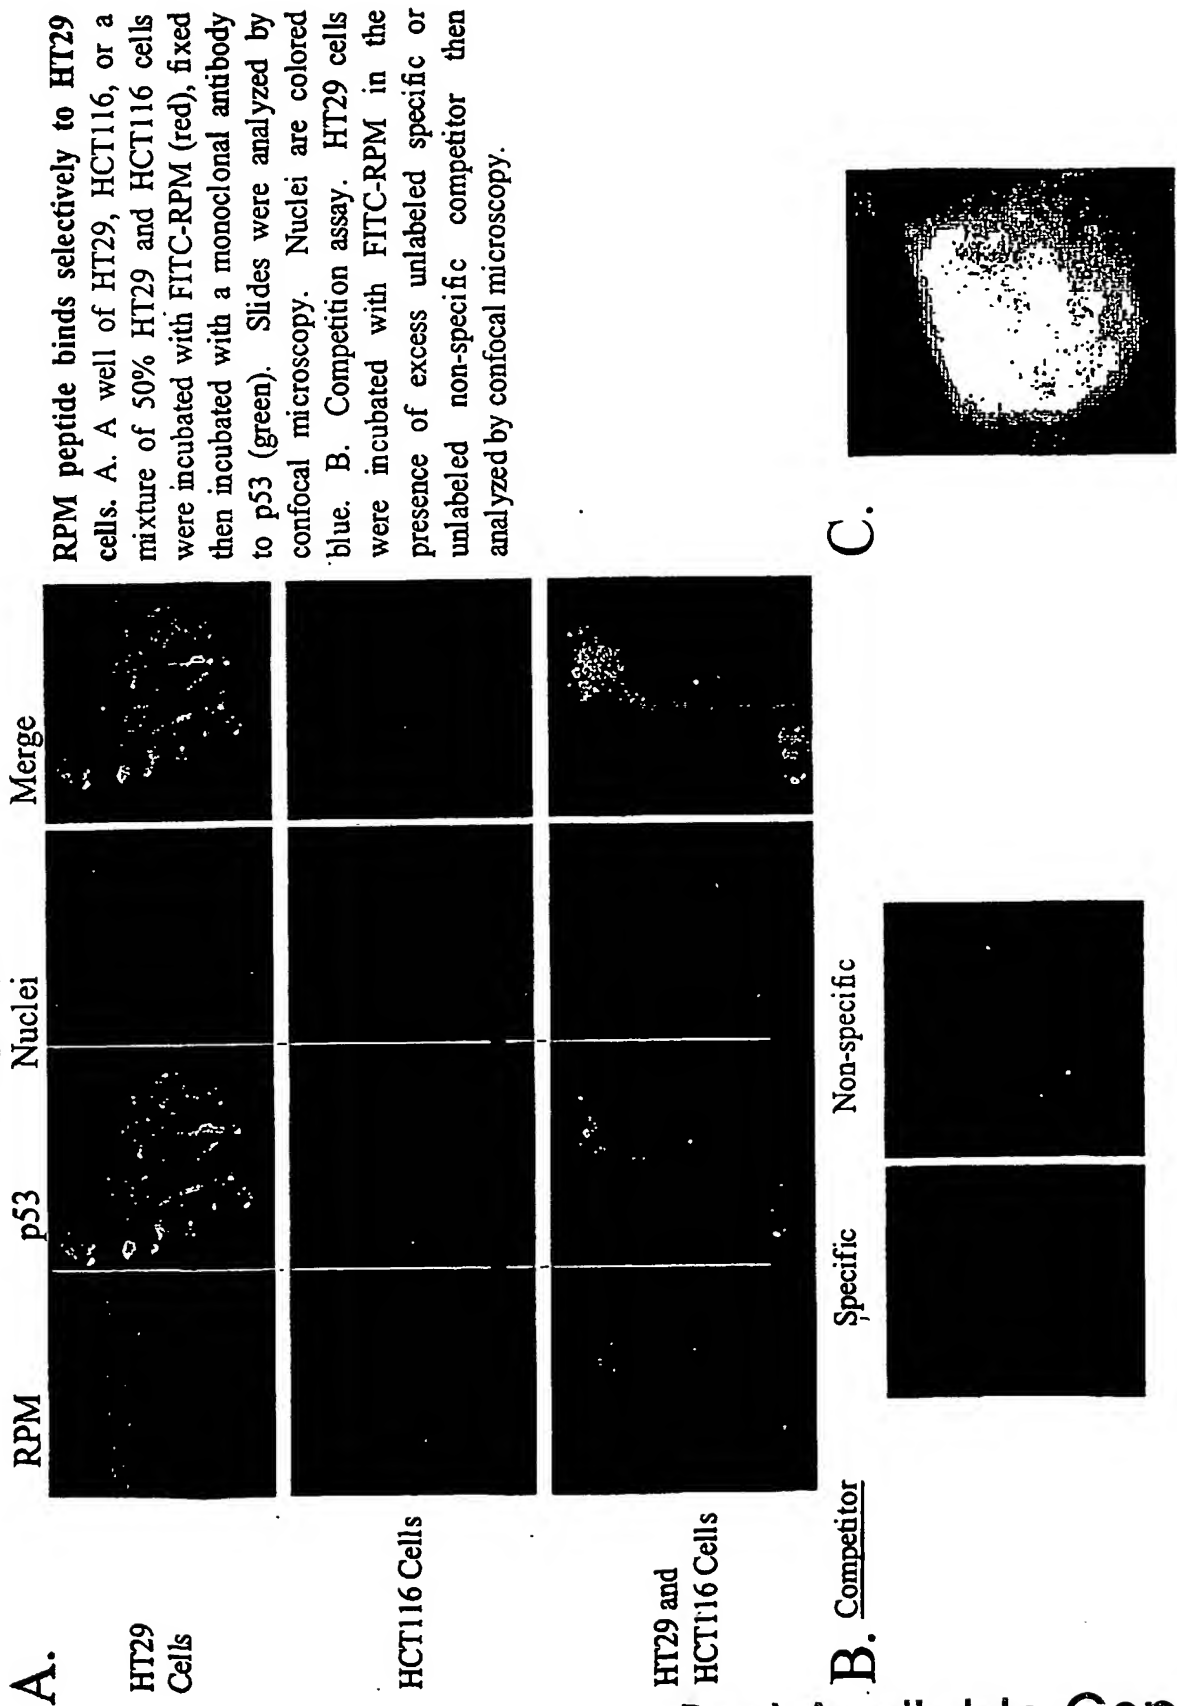 A.
RPM
p53
Nuclei
Merge
HT29
Cells
HCT116 Cells
HT29 and
HCT116 Cells
RPM peptide binds selectively to HT29
cells. A. A well of HT29, HCT116, or a
mixture of 50% HT29 and HCT116 cells
were incubated with FITC-RPM (red), fixed
then incubated with a monoclonal antibody
to p53 (green). Slides were analyzed by
confocal microscopy. Nuclei are colored
blue. B. Competition assay. HT29 cells
were incubated with FITC-RPM in the
presence of excess unlabeled specific or
unlabeled non-specific competitor then
analyzed by confocal microscopy.
B. Competitor
Specific
Non-specific
C.